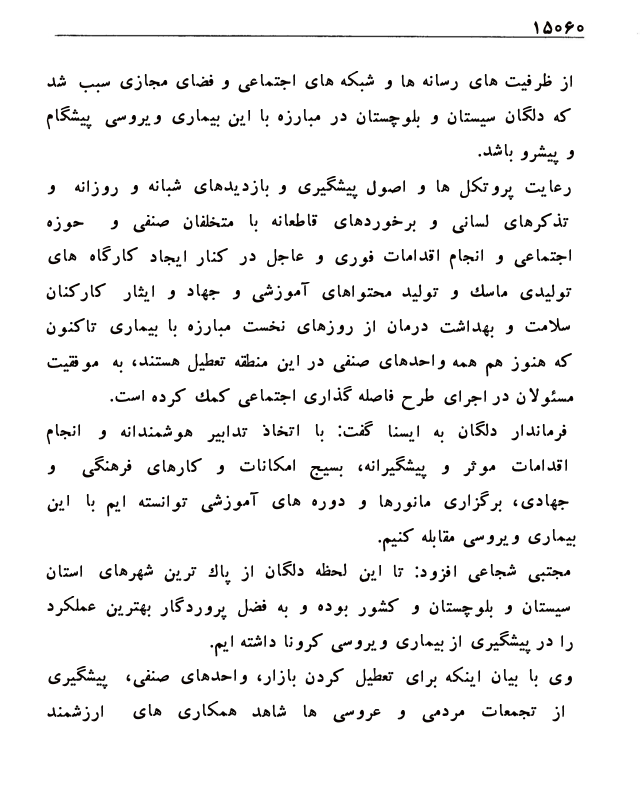 ۱۵۰۶۰
از ظرفیت های رسانه ها و شبکه های اجتماعی و فضای مجازی سبب شد
که دلگان سیستان و بلوچستان در مبارزه با این بیماری ویروسی پیشگام
و پیشرو باشد.
رعایت پروتکل ها و اصول پیشگیری و بازدیدهای شبانه و روزانه و
تذکرهای لسانی و برخوردهای قاطعانه با متخلفان صنفی و حوزه
اجتماعی و انجام اقدامات فوری و عاجل در کنار ایجاد کارگاه های
تولیدی ماسك و تولید محتواهای آموزشی و جهاد و ایثار کارکنان
سلامت و بهداشت درمان از روزهای نخست مبارزه با بیماری تاکنون
که هنوز هم همه واحدهای صنفی در این منطقه تعطیل هستند، به موفقیت
مسئولان در اجرای طرح فاصله گذاری اجتماعی کمك کرده است.
فرماندار دلگان به ایسنا گفت: با اتخاذ تدابیر هوشمندانه و انجام
اقدامات موثر و پیشگیرانه، بسیج امکانات و کارهای فرهنگی و
جهادی، برگزاری مانورها و دوره های آموزشی توانسته ایم با این
بیماری ویروسی مقابله کنیم.
مجتبی شجاعی افزود: تا این لحظه دلگان از پاك ترین شهرهای استان
سیستان و بلوچستان و کشور بوده و به فضل پروردگار بهترین عملکرد
را در پیشگیری از بیماری ویروسی کرونا داشته ایم.
وی با بیان اینکه برای تعطیل کردن بازار، واحدهای صنفی، پیشگیری
از تجمعات مردمی و عروسی ها شاهد همکاری های ارزشمند